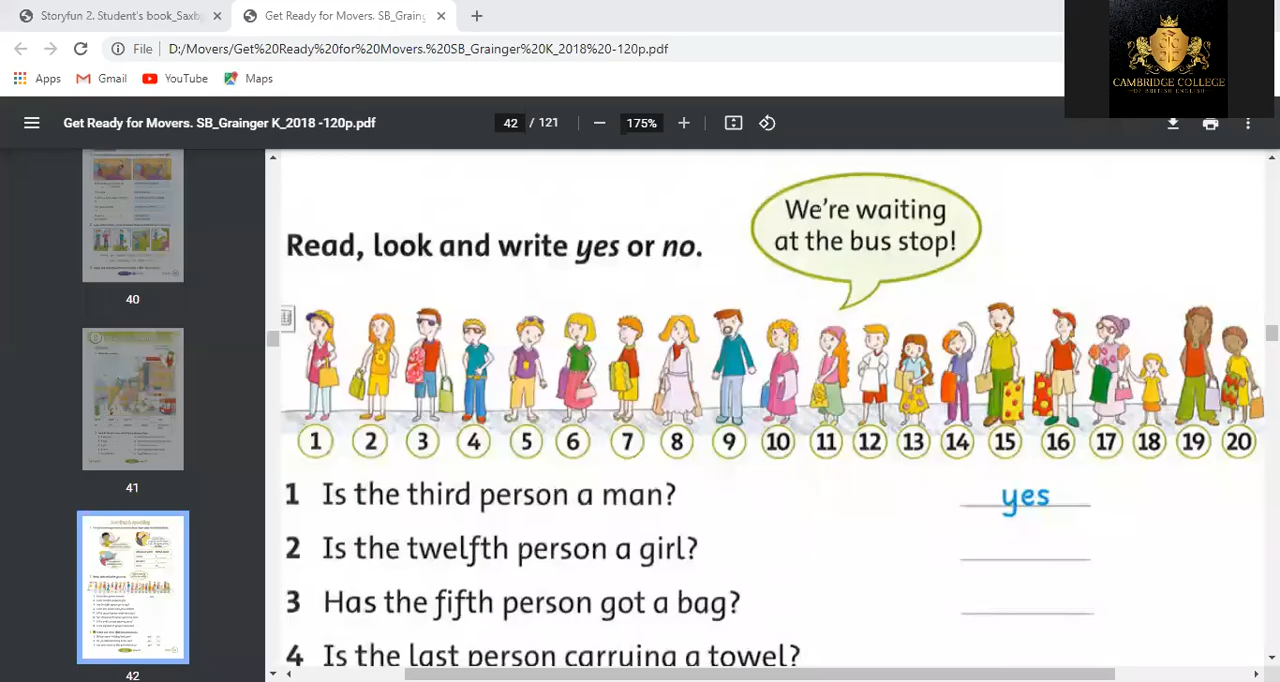 Storyfun 2. Student's book_Saxby
Get Ready for Movers. SB_Grainge
File D:/Movers/Get%20Ready%20for%20Movers.%20SB_Grainger%20K_2018%20-120p.pdf
Apps Gmail YouTube Maps
CAMBRIDGE COLLEGE
OF BRITISH ENGLISH
Get Ready for Movers. SB_Grainger K_2018 -120p.pdf
42 / 121
175%
40
41
42
We're waiting
at the bus stop!
Read, look and write yes or no.
1 2 3 4 5 6 7 8 9 10 11 12 13 14 15 16 17 18 19 20
1 Is the third person a man? yes
2 Is the twelfth person a girl?
3 Has the fifth person got a bag?
4 Is the last person carrying a towel?